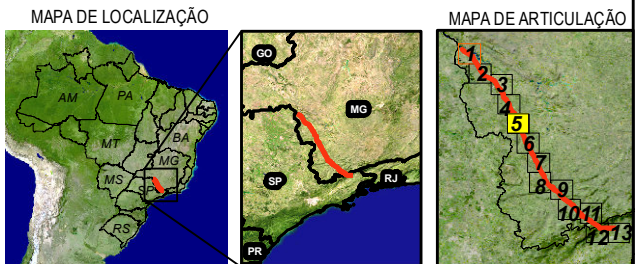 MAPA DE LOCALIZAÇÃO
AM
PA
MT
BA
MG
MS
SP
RS
GO
MG
SP
RJ
PR
MAPA DE ARTICULAÇÃO
1
2
3
4
5
6
7
8
9
10
11
12
13